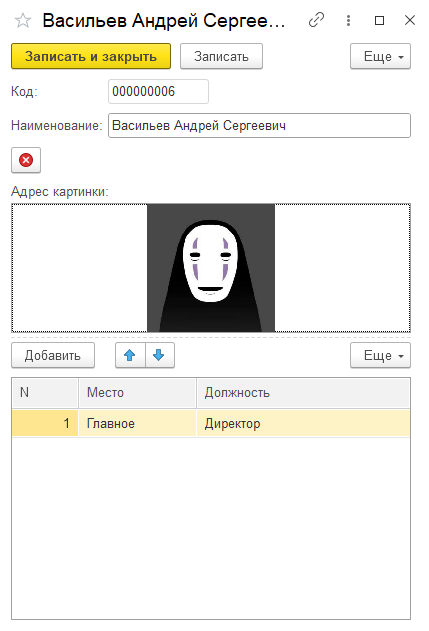 Васильев Андрей Сергее...
Записать и закрыть Записать Еще
Код: 000000006
Наименование: Васильев Андрей Сергеевич
Адрес картинки:
Добавить Еще
N Место Должность
1 Главное Директор